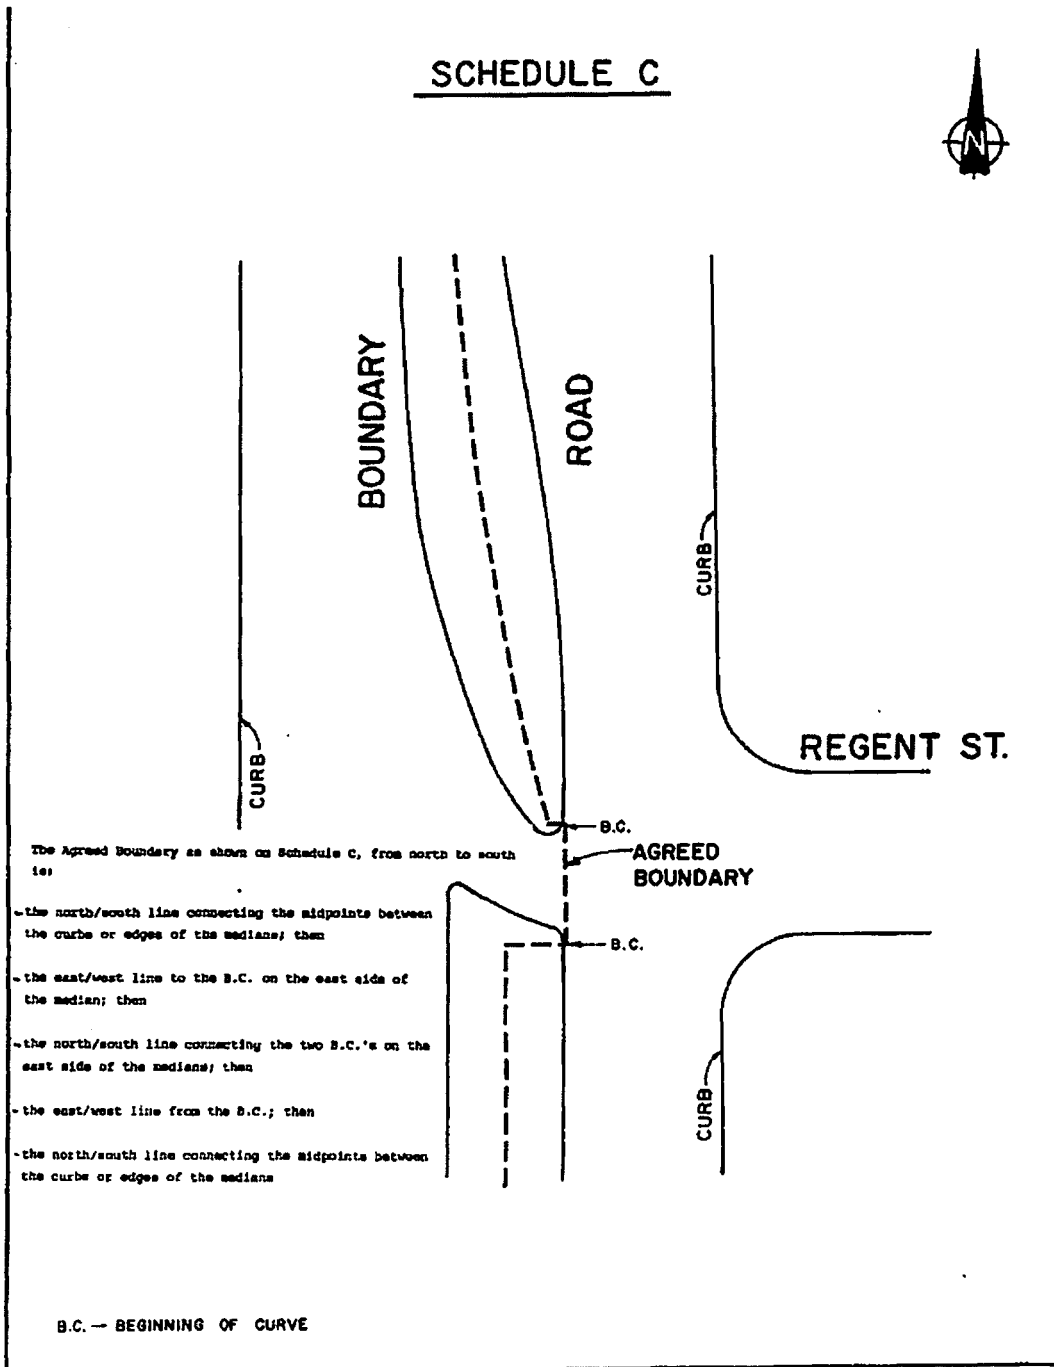 SCHEDULE C
N
BOUNDARY
ROAD
CURB
CURB
REGENT ST.
B.C.
AGREED
BOUNDARY
The Agreed Boundary as shown on Schedule C, from north to south
is:
-the north/south line connecting the midpoints between
the curbs or edges of the medians; then
B.C.
-the east/west line to the B.C. on the east side of
the median; then
-the north/south line connecting the two B.C.'s on the
east side of the medians; then
CURB
-the east/west line from the B.C.; then
-the north/south line connecting the midpoints between
the curbs or edges of the medians
B.C. — BEGINNING OF CURVE